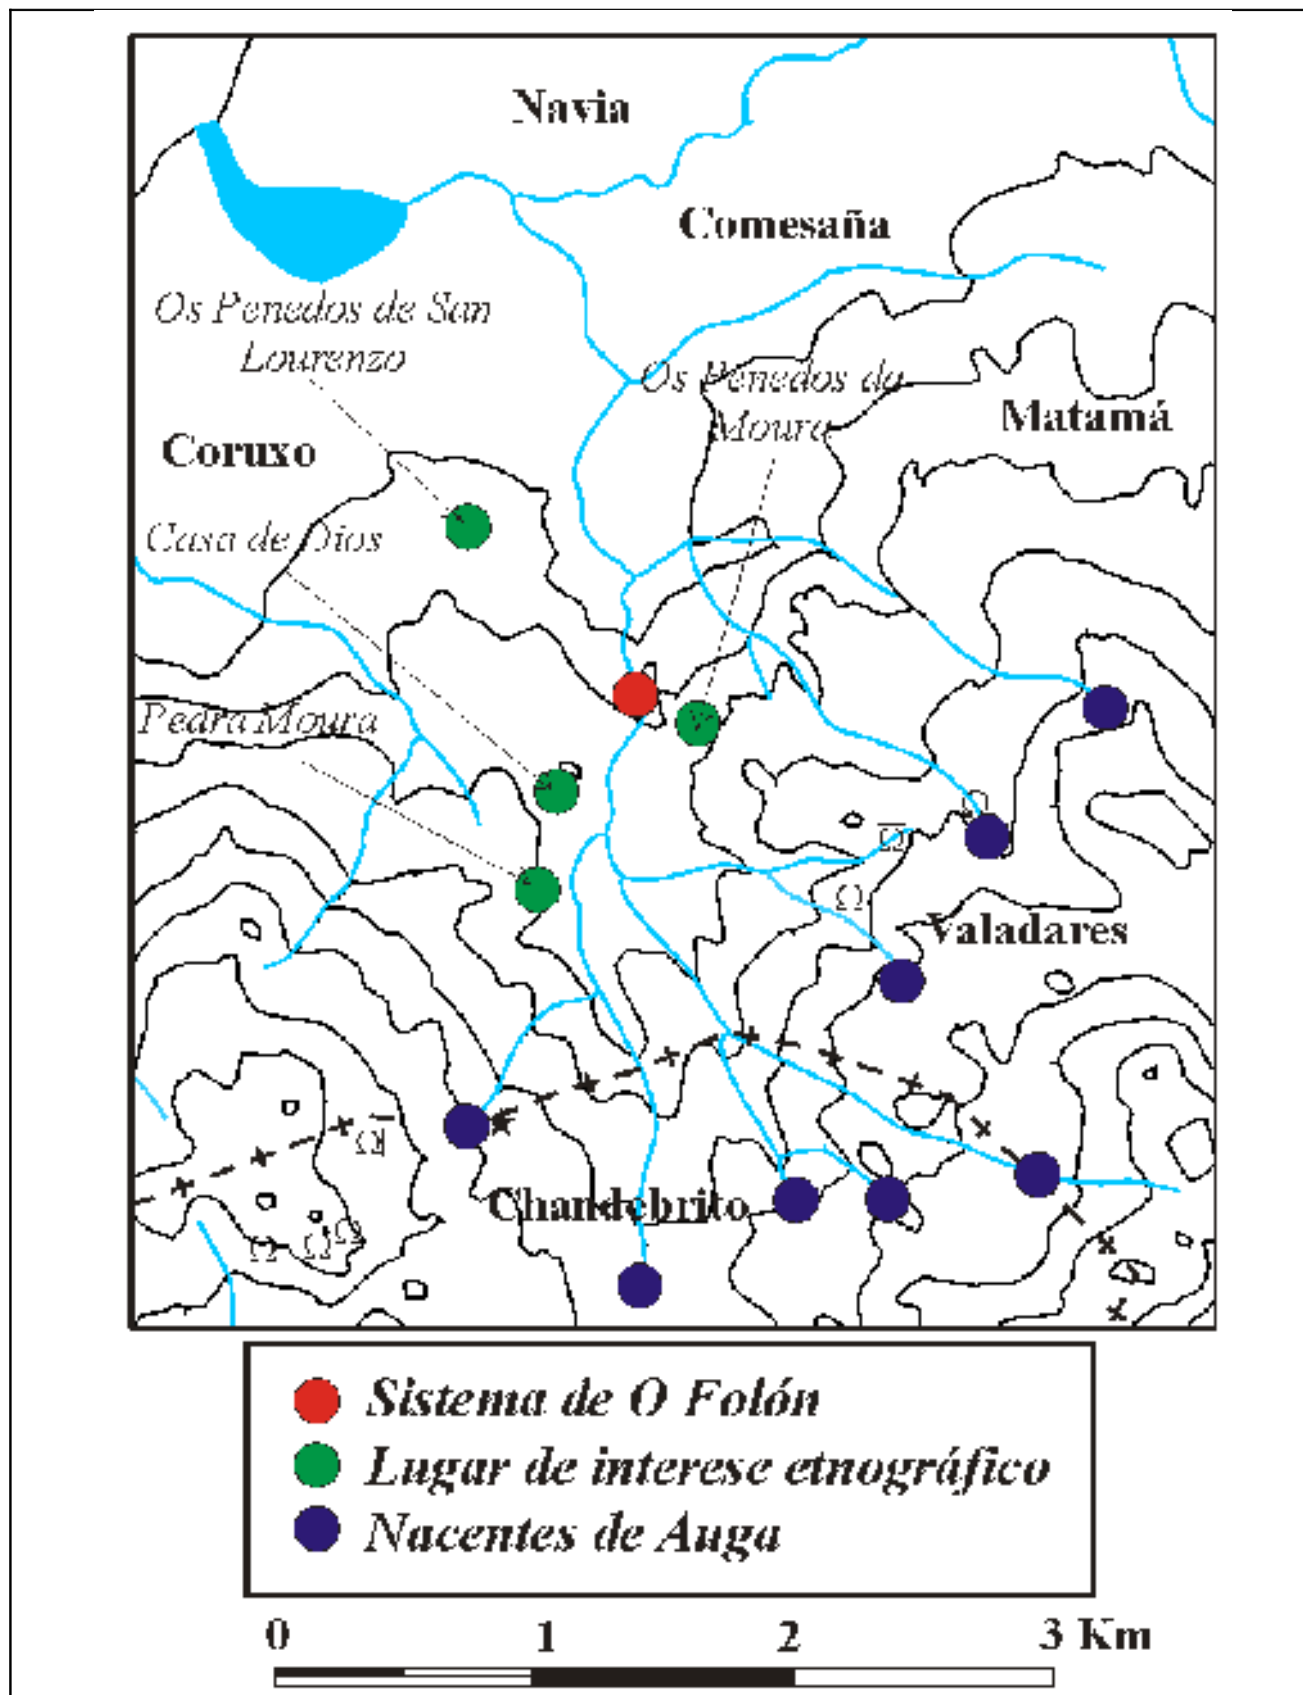 Navia
Comesaña
Os Penedos de San
Lourenzo
Os Penedos da
Moura
Matamá
Coruxo
Casa de Dios
Pedra Moura
Ω
Ω
Valadares
Ω
Chandebrito
Ω Ω Ω
Sistema de O Folón
Lugar de interese etnográfico
Nacentes de Auga
0 1 2 3 Km